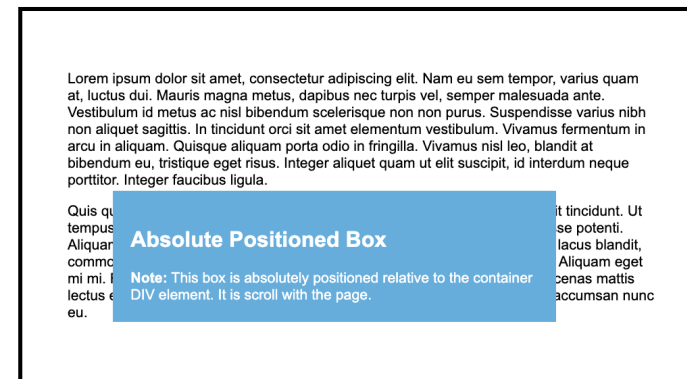 Lorem ipsum dolor sit amet, consectetur adipiscing elit. Nam eu sem tempor, varius quam
at, luctus dui. Mauris magna metus, dapibus nec turpis vel, semper malesuada ante.
Vestibulum id metus ac nisl bibendum scelerisque non non purus. Suspendisse varius nibh
non aliquet sagittis. In tincidunt orci sit amet elementum vestibulum. Vivamus fermentum in
arcu in aliquam. Quisque aliquam porta odio in fringilla. Vivamus nisl leo, blandit at
bibendum eu, tristique eget risus. Integer aliquet quam ut elit suscipit, id interdum neque
porttitor. Integer faucibus ligula.
Quis tincidunt. Ut
tempus potenti.
lacus blandit,
Aliquam eget
mi mi. mattis
lectus accumsan nunc
eu.
Absolute Positioned Box
Note: This box is absolutely positioned relative to the container
DIV element. It is scroll with the page.